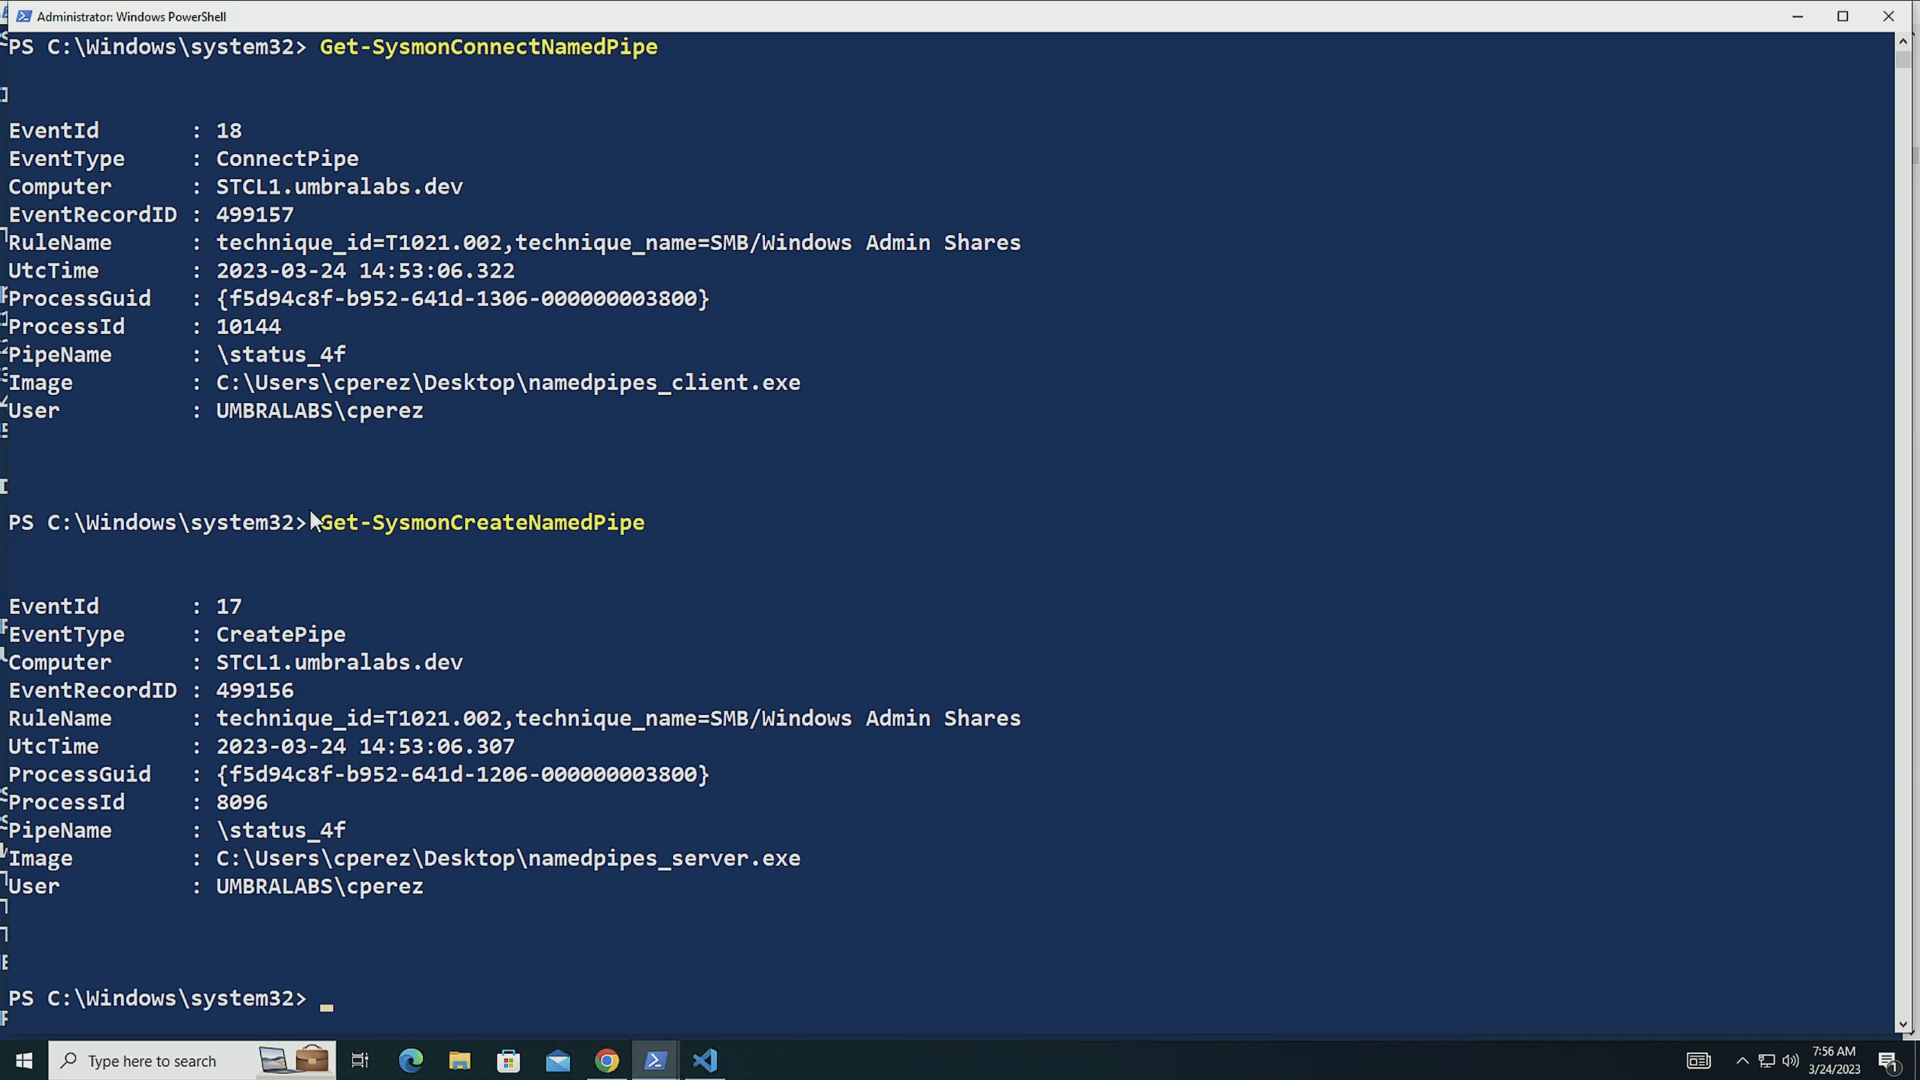 Administrator: Windows PowerShell
PS C:\Windows\system32> Get-SysmonConnectNamedPipe
EventId : 18
EventType : ConnectPipe
Computer : STCL1.umbralabs.dev
EventRecordID : 499157
RuleName : technique_id=T1021.002,technique_name=SMB/Windows Admin Shares
UtcTime : 2023-03-24 14:53:06.322
ProcessGuid : {f5d94c8f-b952-641d-1306-000000003800}
ProcessId : 10144
PipeName : \status_4f
Image : C:\Users\cperez\Desktop\namedpipes_client.exe
User : UMBRALABS\cperez
PS C:\Windows\system32> Get-SysmonCreateNamedPipe
EventId : 17
EventType : CreatePipe
Computer : STCL1.umbralabs.dev
EventRecordID : 499156
RuleName : technique_id=T1021.002,technique_name=SMB/Windows Admin Shares
UtcTime : 2023-03-24 14:53:06.307
ProcessGuid : {f5d94c8f-b952-641d-1206-000000003800}
ProcessId : 8096
PipeName : \status_4f
Image : C:\Users\cperez\Desktop\namedpipes_server.exe
User : UMBRALABS\cperez
PS C:\Windows\system32>
Type here to search
7:56 AM
3/24/2023
1